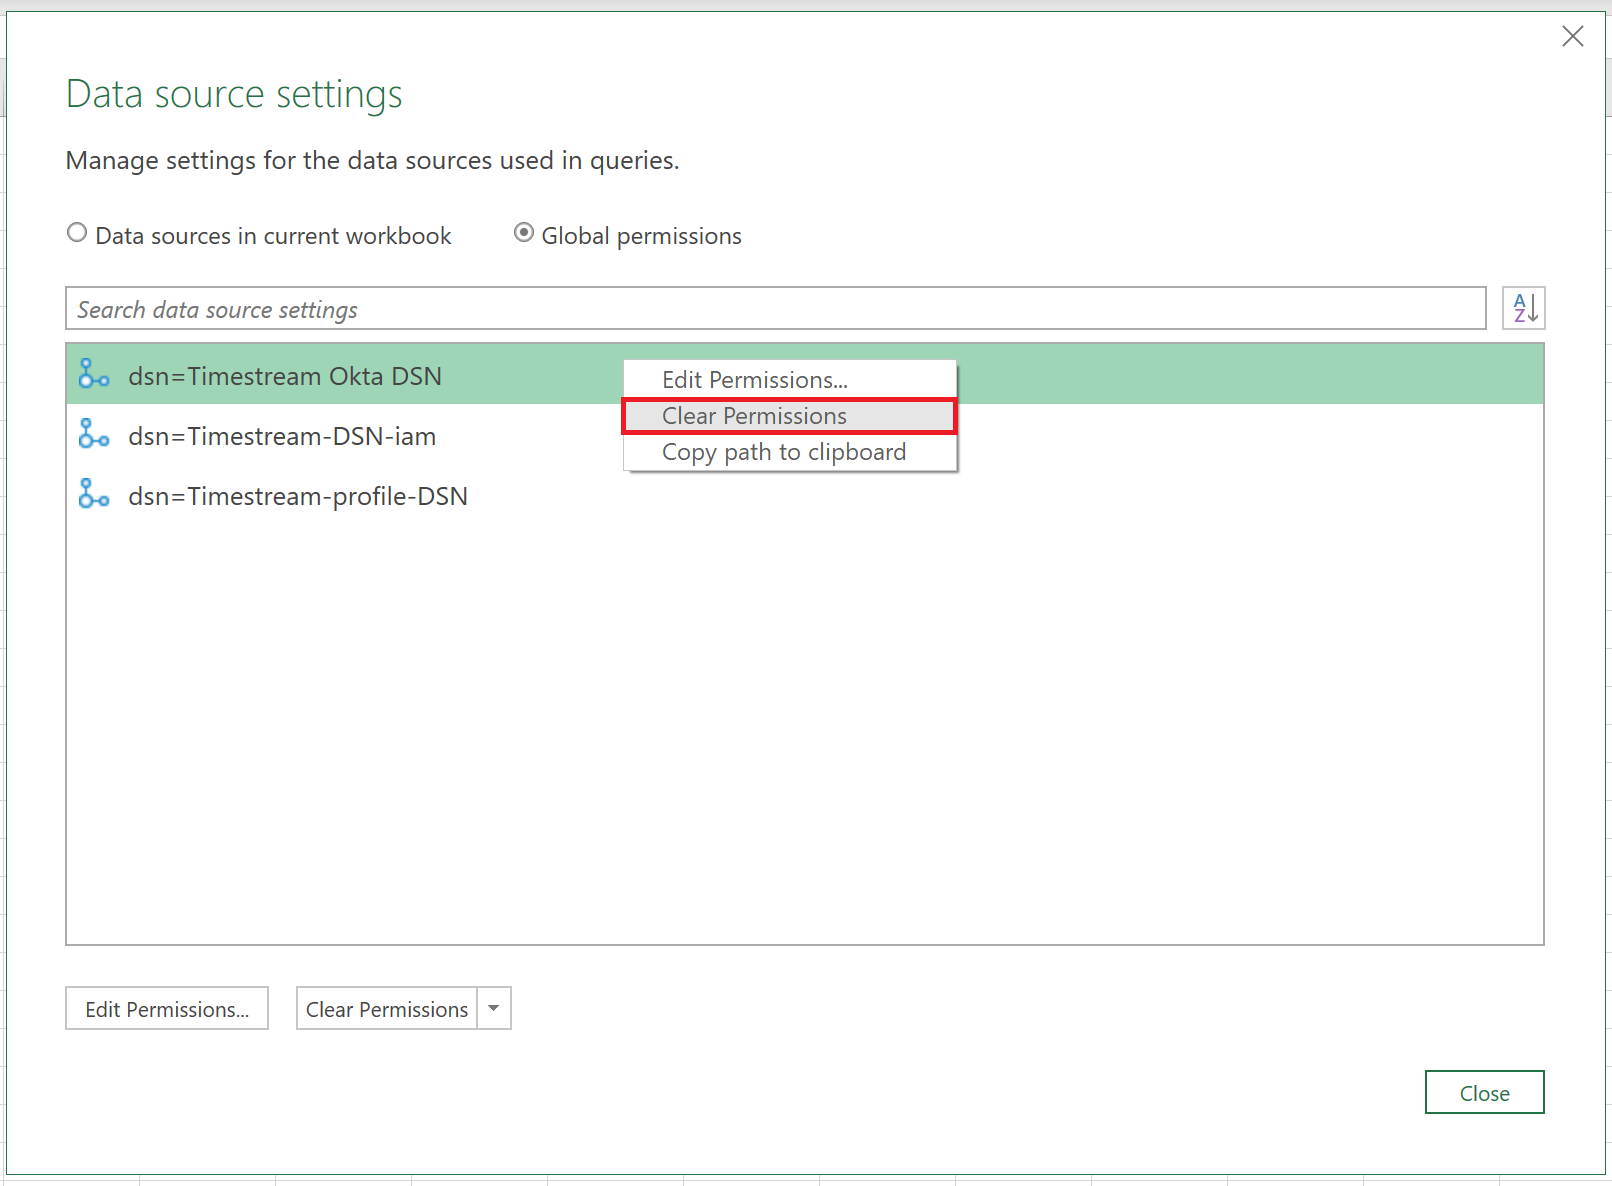 Data source settings
Manage settings for the data sources used in queries.
Data sources in current workbook
Global permissions
Search data source settings
A
Z
dsn=Timestream Okta DSN
dsn=Timestream-DSN-iam
dsn=Timestream-profile-DSN
Edit Permissions...
Clear Permissions
Copy path to clipboard
Edit Permissions...
Clear Permissions
Close